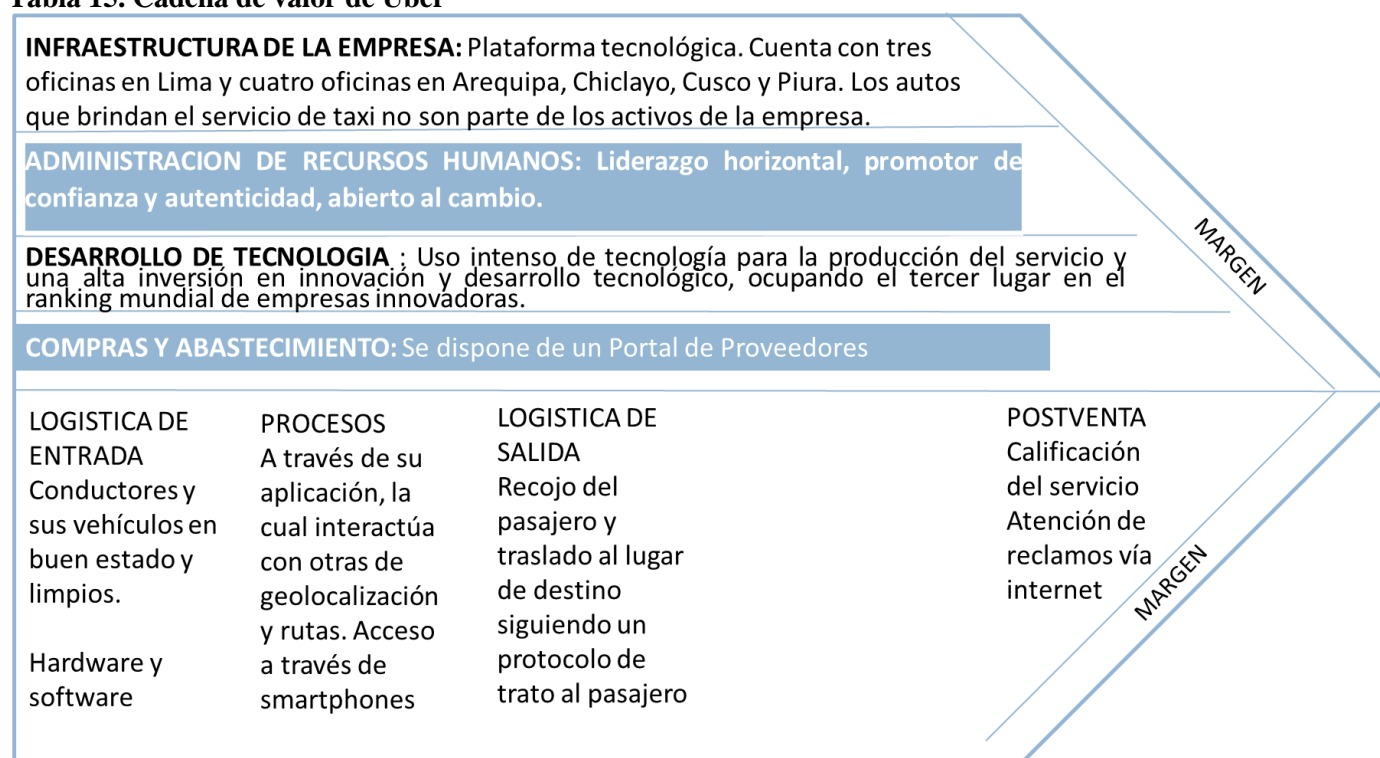 Tabla 15. Cadena de valor de Uber
INFRAESTRUCTURA DE LA EMPRESA: Plataforma tecnológica. Cuenta con tres
oficinas en Lima y cuatro oficinas en Arequipa, Chiclayo, Cusco y Piura. Los autos
que brindan el servicio de taxi no son parte de los activos de la empresa.
ADMINISTRACION DE RECURSOS HUMANOS: Liderazgo horizontal, promotor de
confianza y autenticidad, abierto al cambio.
DESARROLLO DE TECNOLOGIA : Uso intenso de tecnología para la producción del servicio y
una alta inversión en innovación y desarrollo tecnológico, ocupando el tercer lugar en el
ranking mundial de empresas innovadoras.
COMPRAS Y ABASTECIMIENTO: Se dispone de un Portal de Proveedores
MARGEN
LOGISTICA DE
ENTRADA
Conductores y
sus vehículos en
buen estado y
limpios.
Hardware y
software
PROCESOS
A través de su
aplicación, la
cual interactúa
con otras de
geolocalización
y rutas. Acceso
a través de
smartphones
LOGISTICA DE
SALIDA
Recojo del
pasajero y
traslado al lugar
de destino
siguiendo un
protocolo de
trato al pasajero
POSTVENTA
Calificación
del servicio
Atención de
reclamos vía
internet
MARGEN